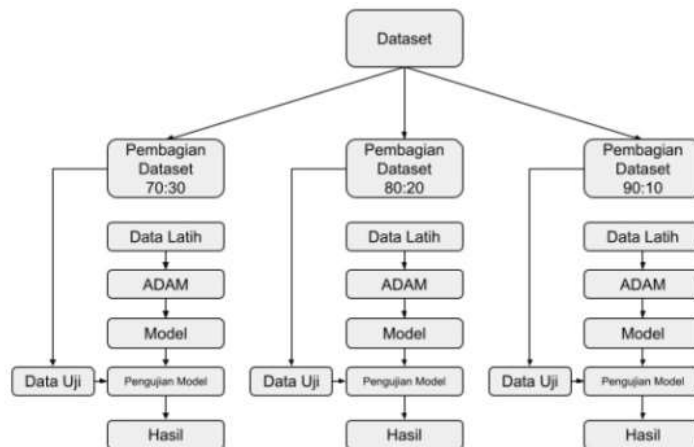 Dataset
Pembagian
Dataset
70:30
Pembagian
Dataset
80:20
Pembagian
Dataset
90:10
Data Latih
Data Latih
Data Latih
ADAM
ADAM
ADAM
Model
Model
Model
Data Uji
Pengujian Model
Data Uji
Pengujian Model
Data Uji
Pengujian Model
Hasil
Hasil
Hasil